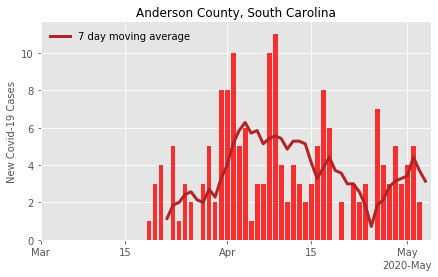 Anderson County, South Carolina
7 day moving average
New Covid-19 Cases
10
8
6
4
2
0
Mar 15 Apr 15 May
2020-May